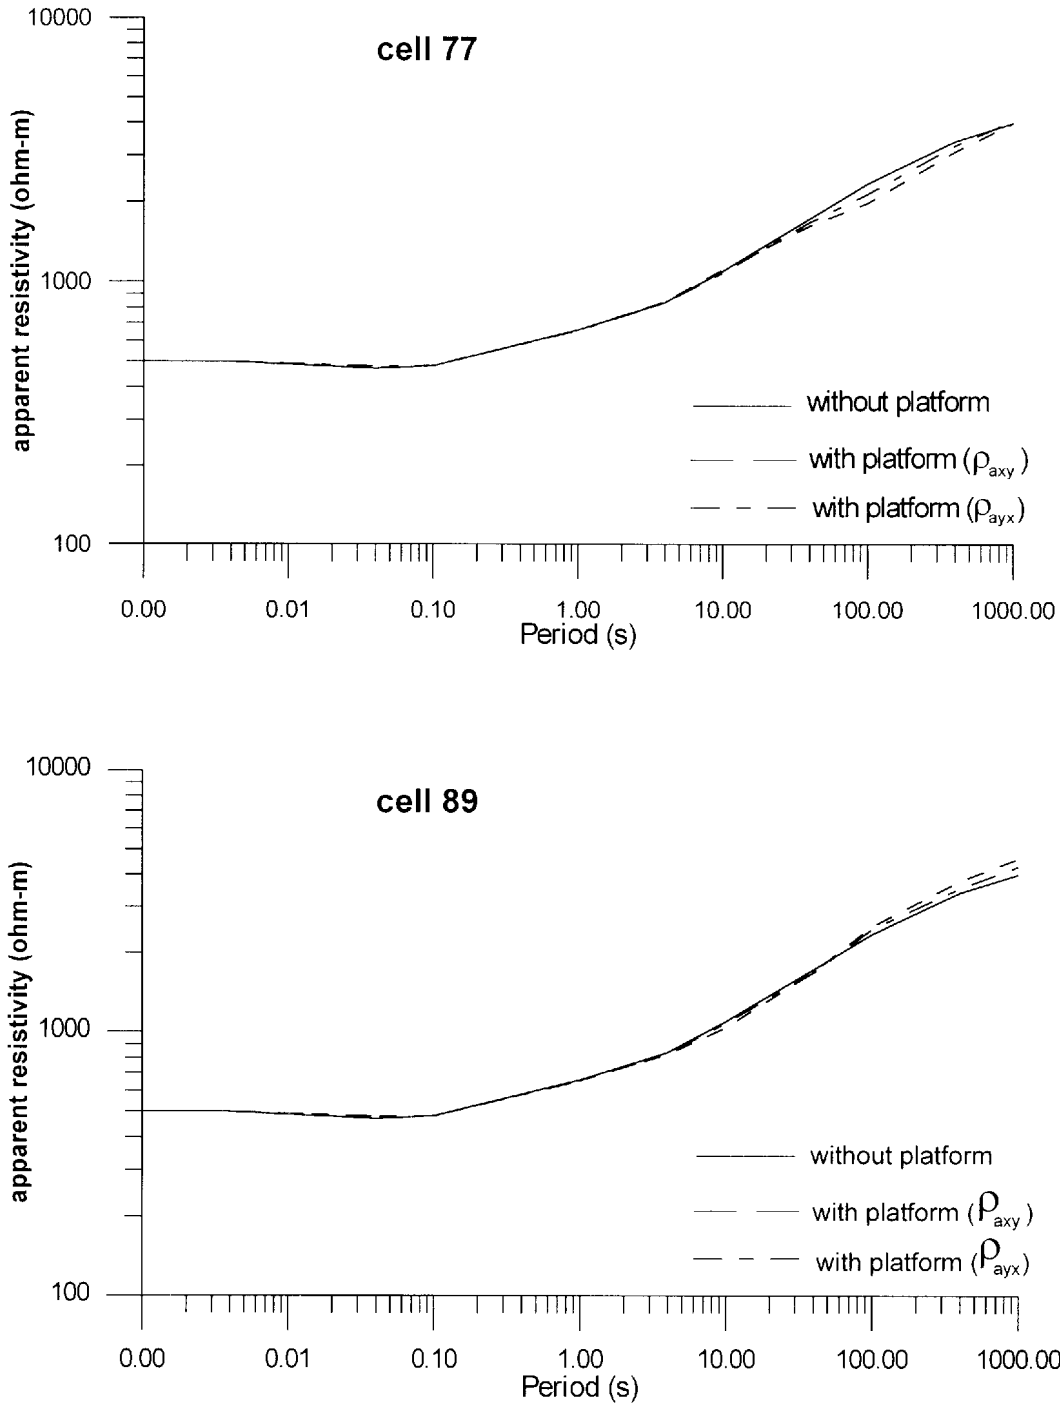 10000
cell 77
apparent resistivity (ohm-m)
1000
without platform
with platform (ρaxy)
with platform (ρayx)
100
0.00 0.01 0.10 1.00 10.00 100.00 1000.00
Period (s)
10000
cell 89
apparent resistivity (ohm-m)
1000
without platform
with platform (ρaxy)
with platform (ρayx)
100
0.00 0.01 0.10 1.00 10.00 100.00 1000.00
Period (s)